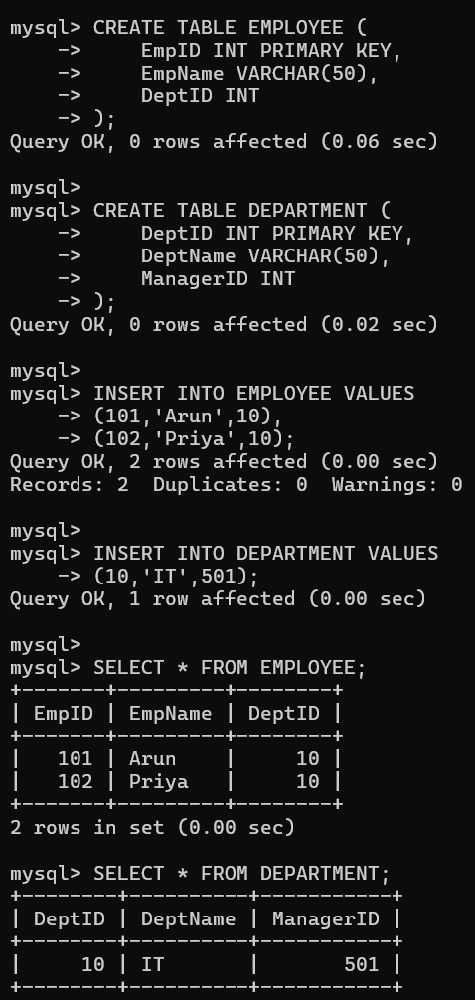 mysql> CREATE TABLE EMPLOYEE (
    ->     EmpID INT PRIMARY KEY,
    ->     EmpName VARCHAR(50),
    ->     DeptID INT
    -> );
Query OK, 0 rows affected (0.06 sec)

mysql>
mysql> CREATE TABLE DEPARTMENT (
    ->     DeptID INT PRIMARY KEY,
    ->     DeptName VARCHAR(50),
    ->     ManagerID INT
    -> );
Query OK, 0 rows affected (0.02 sec)

mysql>
mysql> INSERT INTO EMPLOYEE VALUES
    -> (101,'Arun',10),
    -> (102,'Priya',10);
Query OK, 2 rows affected (0.00 sec)
Records: 2  Duplicates: 0  Warnings: 0

mysql>
mysql> INSERT INTO DEPARTMENT VALUES
    -> (10,'IT',501);
Query OK, 1 row affected (0.00 sec)

mysql>
mysql> SELECT * FROM EMPLOYEE;
+-------+---------+--------+
| EmpID | EmpName | DeptID |
+-------+---------+--------+
|   101 | Arun    |     10 |
|   102 | Priya   |     10 |
+-------+---------+--------+
2 rows in set (0.00 sec)

mysql> SELECT * FROM DEPARTMENT;
+--------+----------+-----------+
| DeptID | DeptName | ManagerID |
+--------+----------+-----------+
|     10 | IT       |       501 |
+--------+----------+-----------+